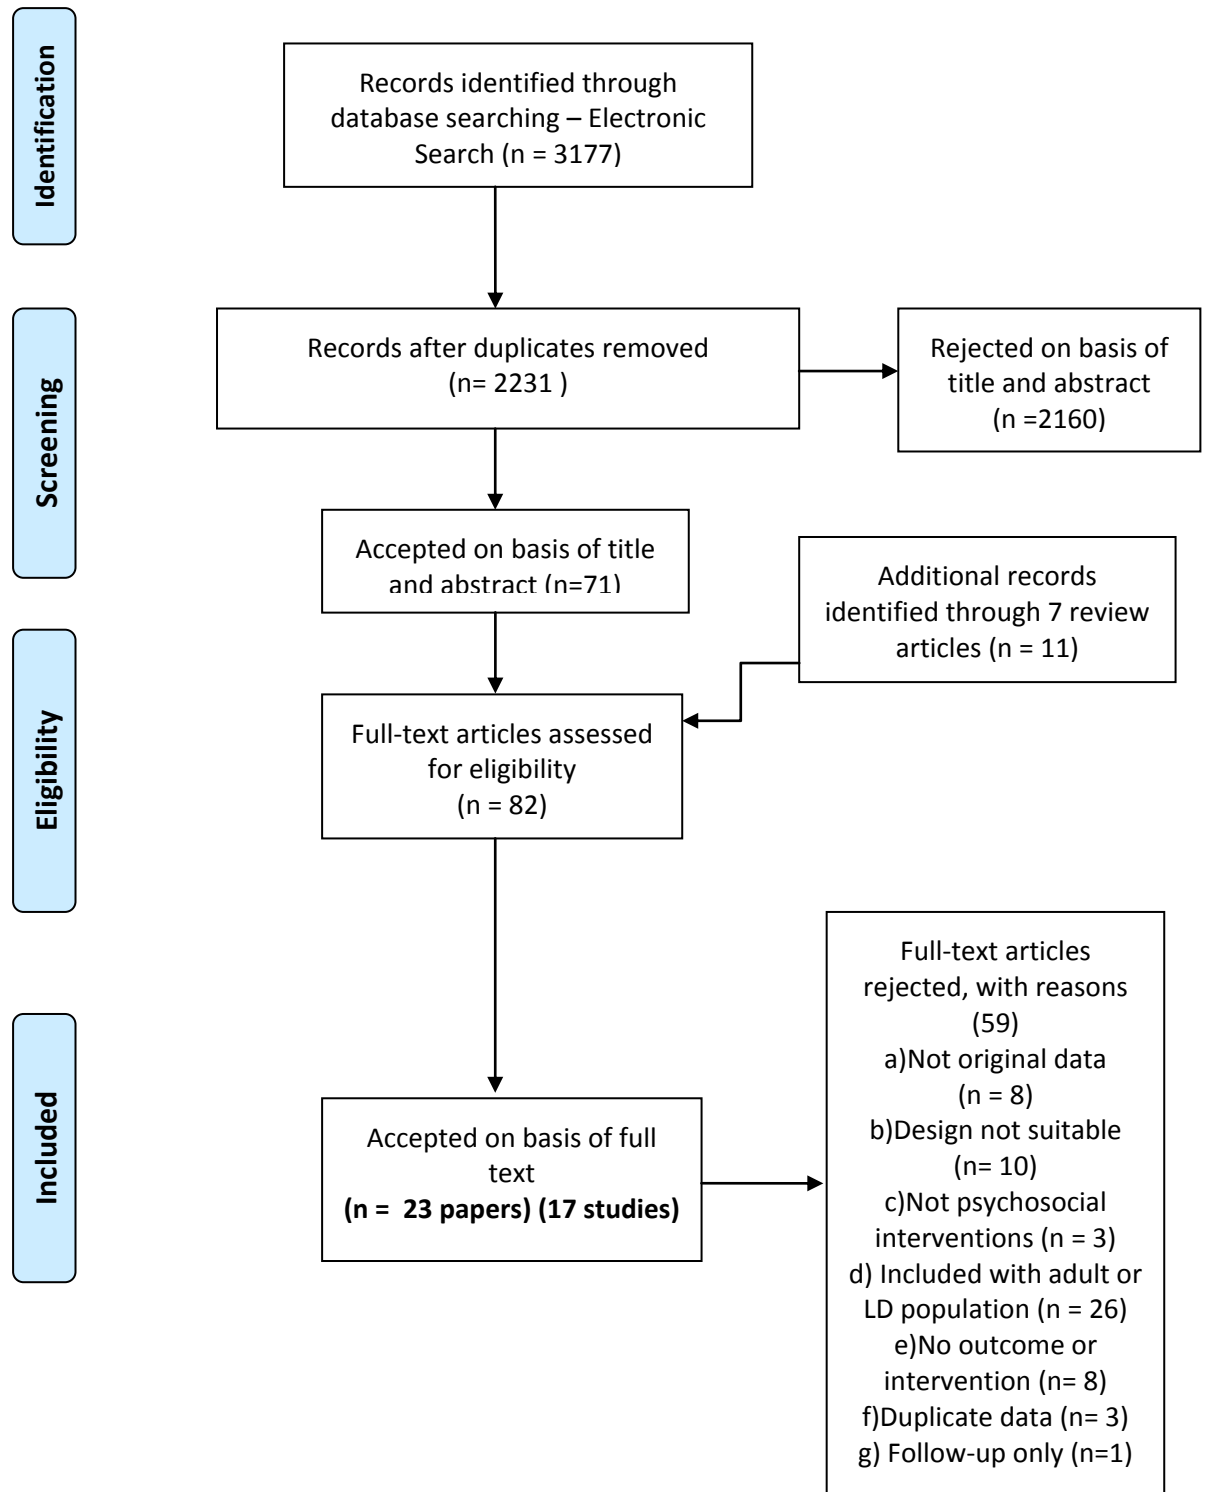 Identification
Records identified through
database searching – Electronic
Search (n = 3177)
Screening
Records after duplicates removed
(n= 2231 )
Rejected on basis of
title and abstract
(n =2160)
Accepted on basis of title
and abstract (n=71)
Additional records
identified through 7 review
articles (n = 11)
Eligibility
Full-text articles assessed
for eligibility
(n = 82)
Included
Accepted on basis of full
text
(n =  23 papers) (17 studies)
Full-text articles
rejected, with reasons
(59)
a)Not original data
(n = 8)
b)Design not suitable
(n= 10)
c)Not psychosocial
interventions (n = 3)
d) Included with adult or
LD population (n = 26)
e)No outcome or
intervention (n= 8)
f)Duplicate data (n= 3)
g) Follow-up only (n=1)